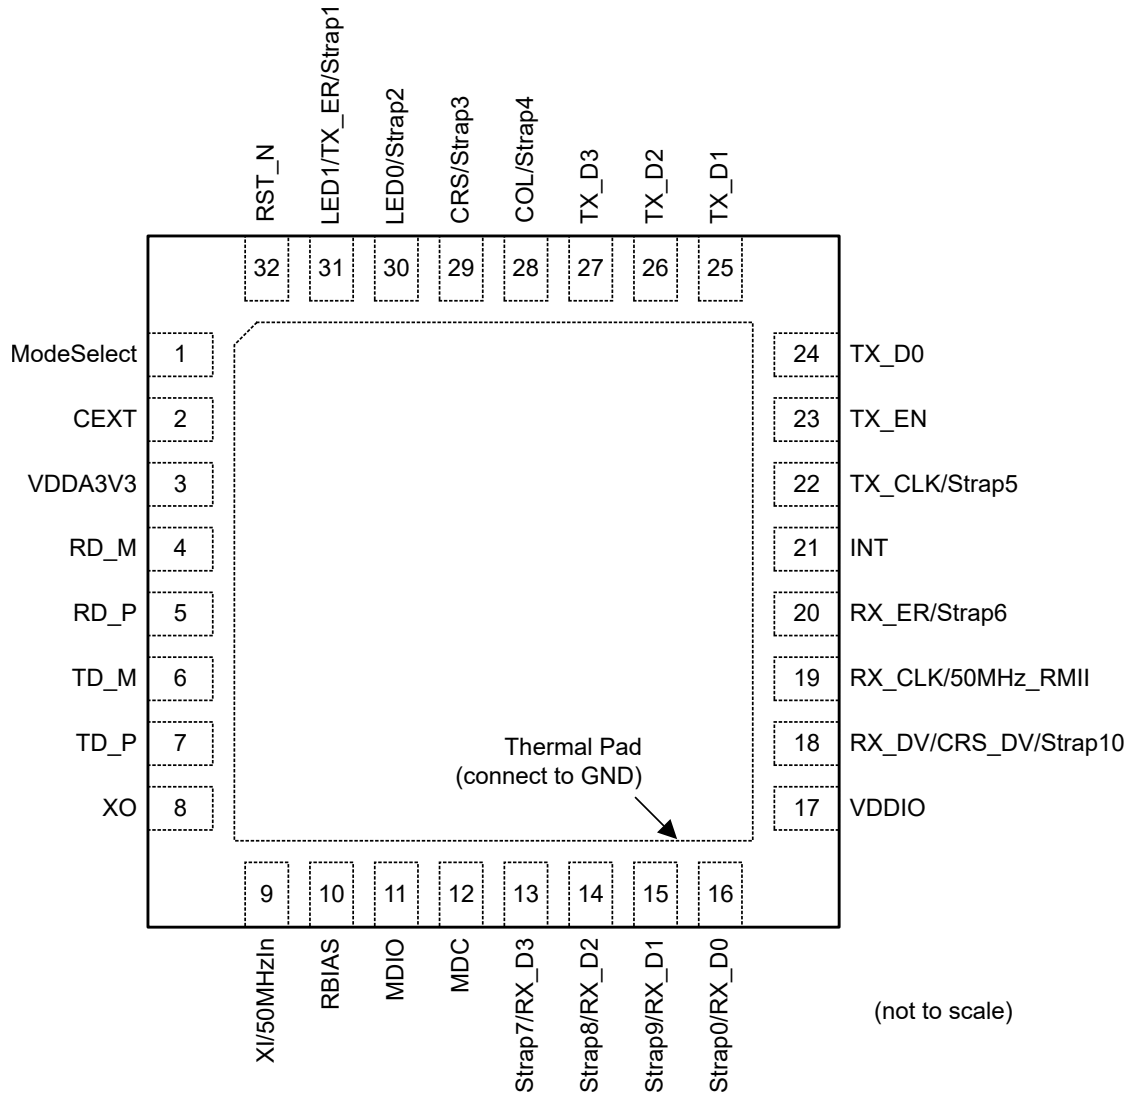 RST_N
LED1/TX_ER/Strap1
LED0/Strap2
CRS/Strap3
COL/Strap4
TX_D3
TX_D2
TX_D1
32
31
30
29
28
27
26
25
ModeSelect 1
CEXT 2
VDDA3V3 3
RD_M 4
RD_P 5
TD_M 6
TD_P 7
XO 8
24 TX_D0
23 TX_EN
22 TX_CLK/Strap5
21 INT
20 RX_ER/Strap6
19 RX_CLK/50MHz_RMII
18 RX_DV/CRS_DV/Strap10
17 VDDIO
Thermal Pad
(connect to GND)
9
10
11
12
13
14
15
16
XI/50MHzIn
RBIAS
MDIO
MDC
Strap7/RX_D3
Strap8/RX_D2
Strap9/RX_D1
Strap0/RX_D0
(not to scale)